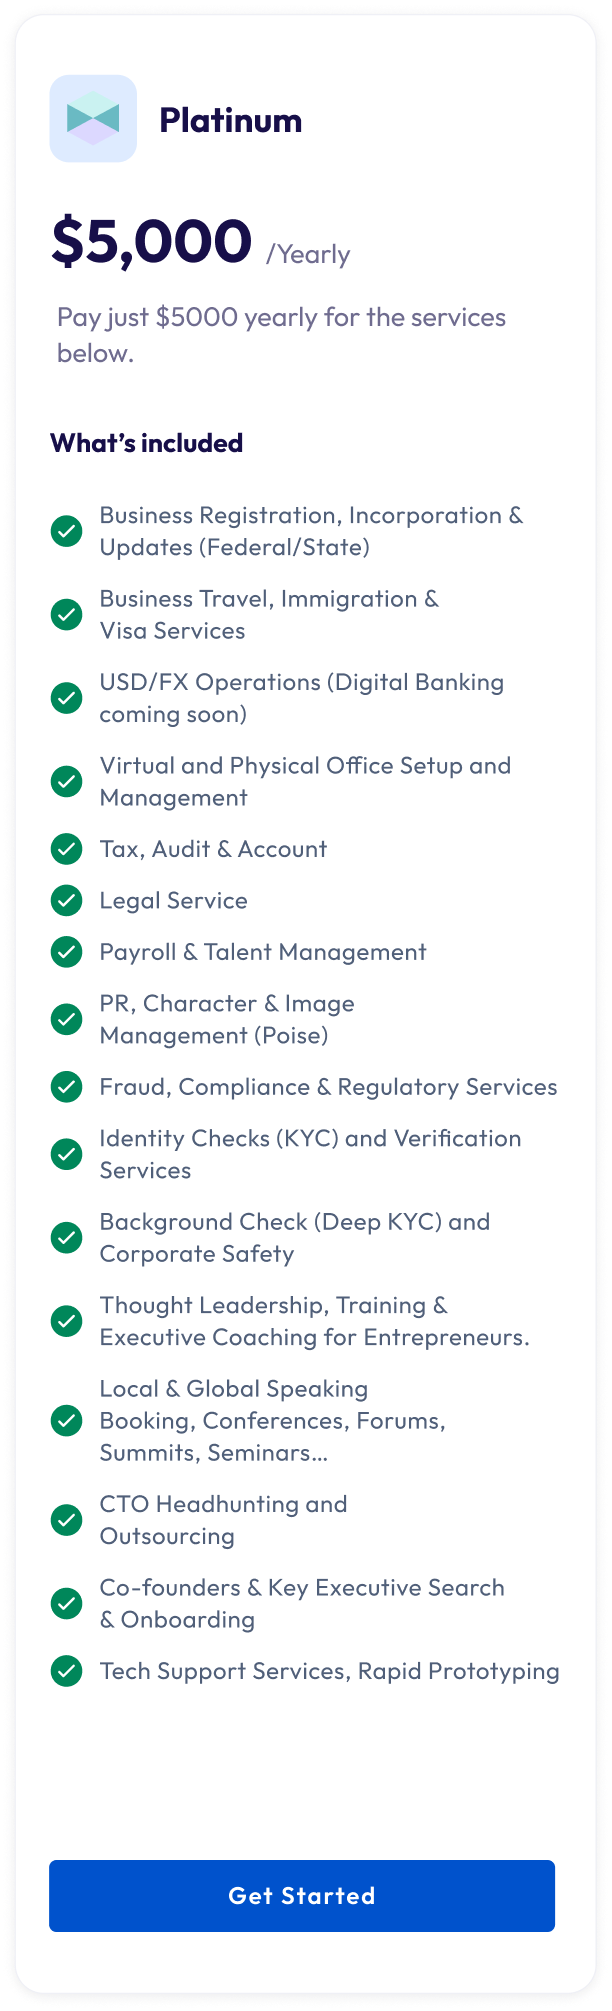 Platinum
$5,000 /Yearly
Pay just $5000 yearly for the services
below.
What's included
Business Registration, Incorporation &
Updates (Federal/State)
Business Travel, Immigration &
Visa Services
USD/FX Operations (Digital Banking
coming soon)
Virtual and Physical Office Setup and
Management
Tax, Audit & Account
Legal Service
Payroll & Talent Management
PR, Character & Image
Management (Poise)
Fraud, Compliance & Regulatory Services
Identity Checks (KYC) and Verification
Services
Background Check (Deep KYC) and
Corporate Safety
Thought Leadership, Training &
Executive Coaching for Entrepreneurs.
Local & Global Speaking
Booking, Conferences, Forums,
Summits, Seminars...
CTO Headhunting and
Outsourcing
Co-founders & Key Executive Search
& Onboarding
Tech Support Services, Rapid Prototyping
Get Started